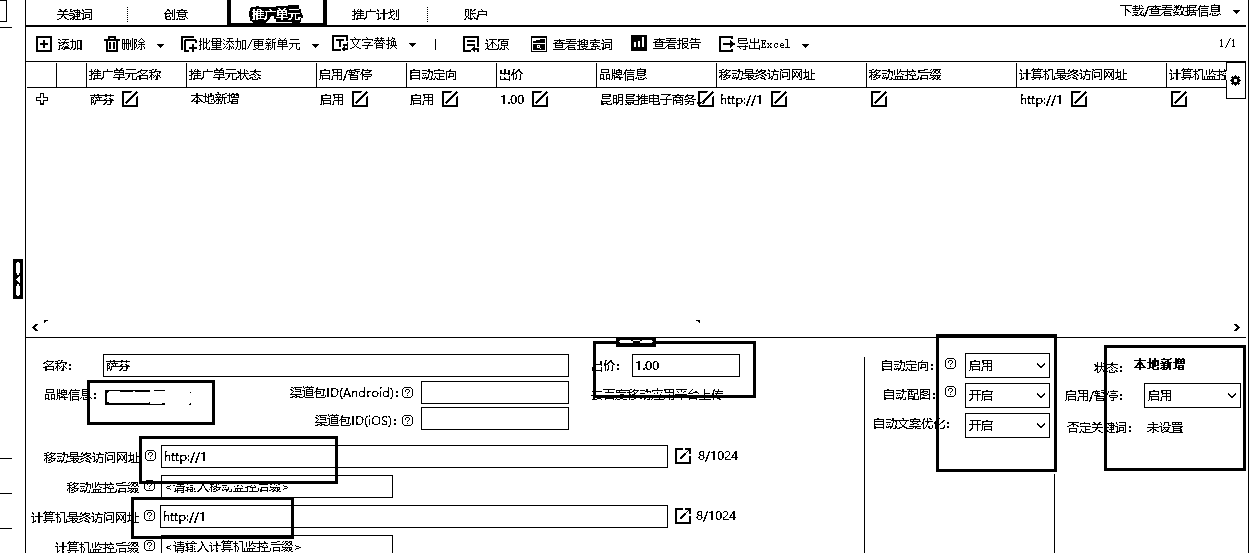 关键词 创意 推广单元 推广计划 账户 下载/查看数据信息
添加 删除 批量添加/更新单元 文字替换 还原 查看搜索词 查看报告 导出Excel 1/1
推广单元名称 推广单元状态 启用/暂停 自动定向 出价 品牌信息 移动最终访问网址 移动监控后缀 计算机最终访问网址 计算机监控
萨芬 本地新增 启用 启用 1.00 昆明景推电子商务 http://1 http://1
名称: 萨芬 出价: 1.00 自动定向: 启用 状态: 本地新增
品牌信息: 渠道包ID(Android): 去百度移动应用平台上传 自动配图: 开启 启用/暂停: 启用
渠道包ID(iOS): 自动文案优化: 开启 否定关键词: 未设置
移动最终访问网址 http://1 8/1024
移动监控后缀 <请输入移动监控后缀>
计算机最终访问网址 http://1 8/1024
计算机监控后缀 <请输入计算机监控后缀>